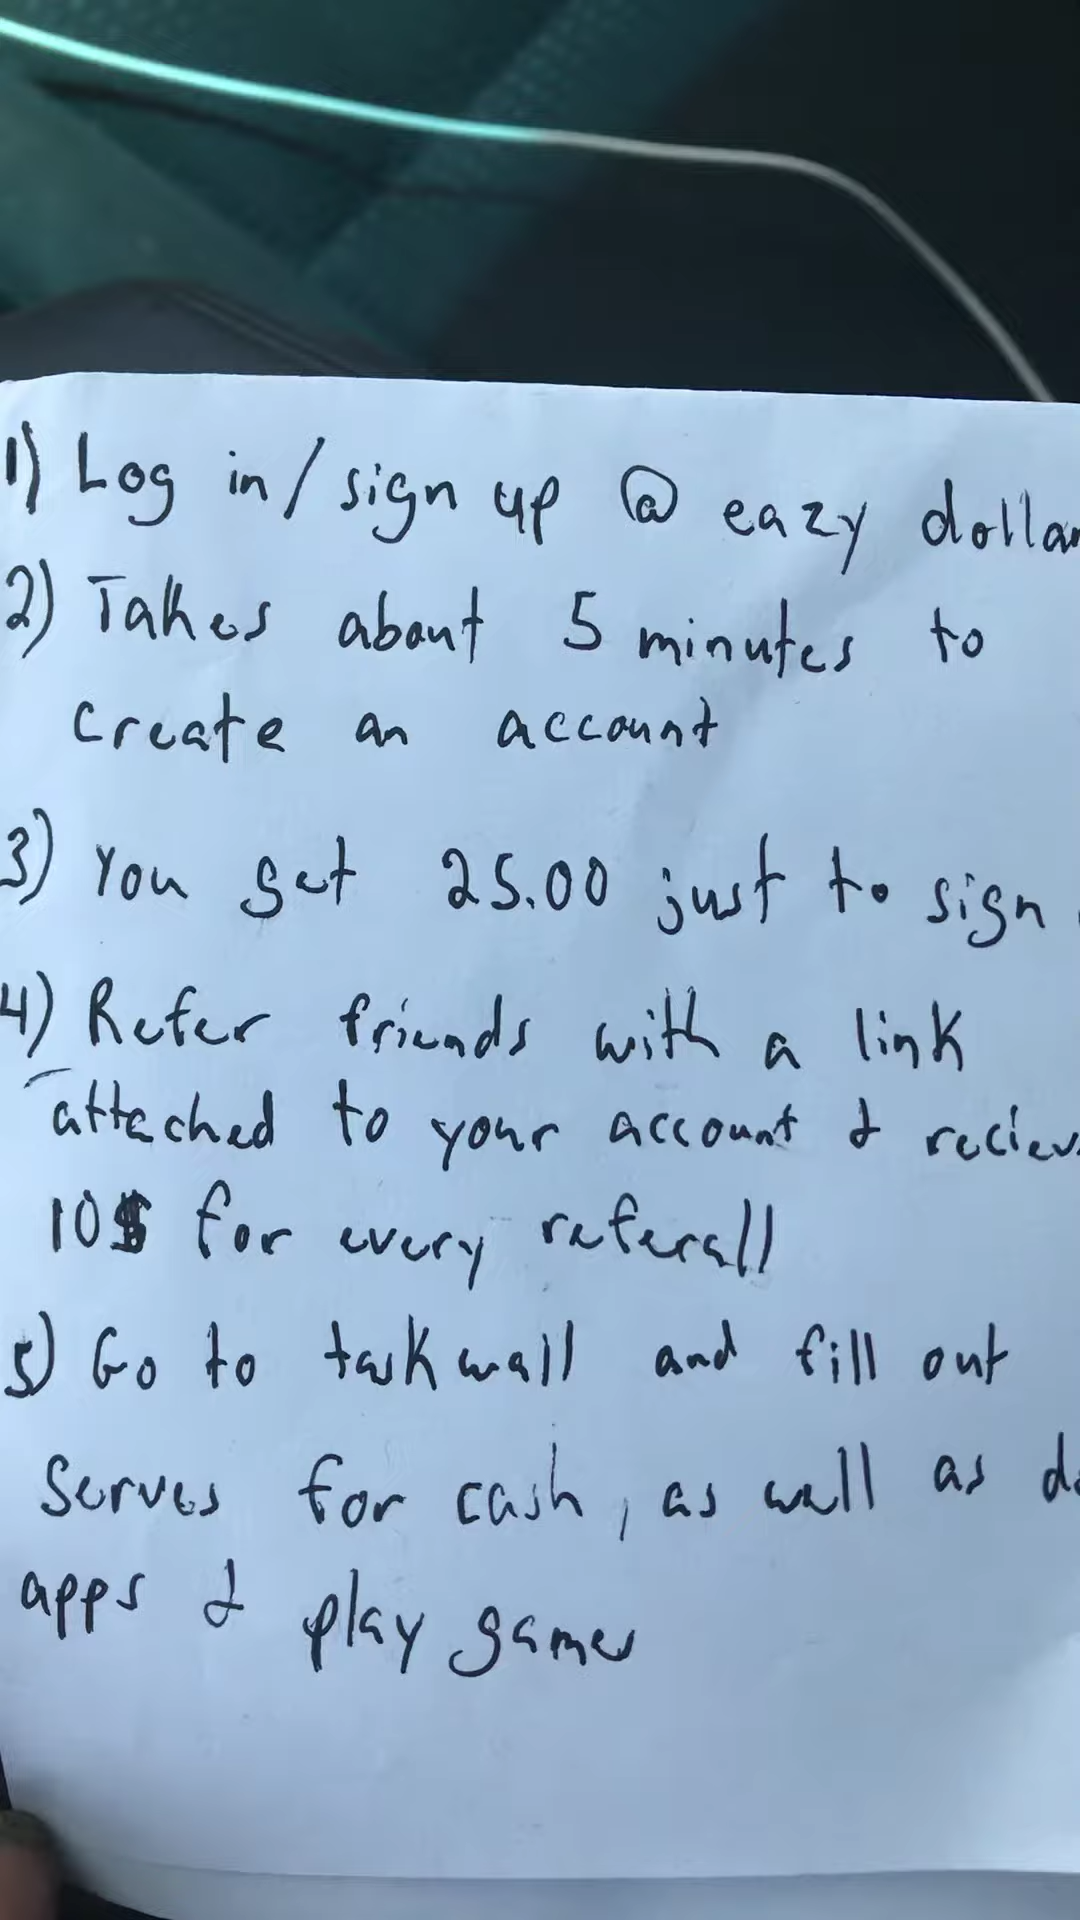 1) Log in/sign up @ eazy dollar
2) Takes about 5 minutes to
create an account
3) You get 25.00 just to sign
4) Refer friends with a link
attached to your account & reciev
10$ for every referall
5) Go to taskwall and fill out
Serves for cash, as well as do
apps & play games